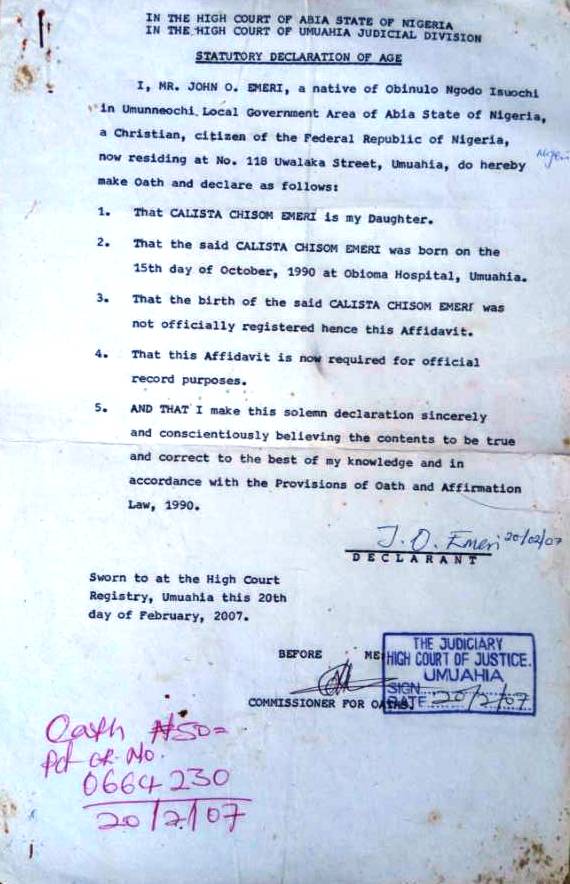 IN THE HIGH COURT OF ABIA STATE OF NIGERIA
IN THE HIGH COURT OF UMUAHIA JUDICIAL DIVISION
STATUTORY DECLARATION OF AGE
I, MR. JOHN O. EMERI, a native of Obinulo Ngodo Isuochi
in Umunneochi Local Government Area of Abia State of Nigeria,
a Christian, citizen of the Federal Republic of Nigeria,
now residing at No. 118 Uwalaka Street, Umuahia, do hereby
make Oath and declare as follows:
1. That CALISTA CHISOM EMERI is my Daughter.
2. That the said CALISTA CHISOM EMERI was born on the
15th day of October, 1990 at Obioma Hospital, Umuahia.
3. That the birth of the said CALISTA CHISOM EMERI was
not officially registered hence this Affidavit.
4. That this Affidavit is now required for official
record purposes.
5. AND THAT I make this solemn declaration sincerely
and conscientiously believing the contents to be true
and correct to the best of my knowledge and in
accordance with the Provisions of Oath and Affirmation
Law, 1990.
J. O. Emeri 20/02/07
DECLARANT
Sworn to at the High Court
Registry, Umuahia this 20th
day of February, 2007.
BEFORE ME
COMMISSIONER FOR OATHS
THE JUDICIARY
HIGH COURT OF JUSTICE.
UMUAHIA
SIGN
DATE 20/2/07
Oath ₦50=
Pd CR No.
0664230
20/2/07